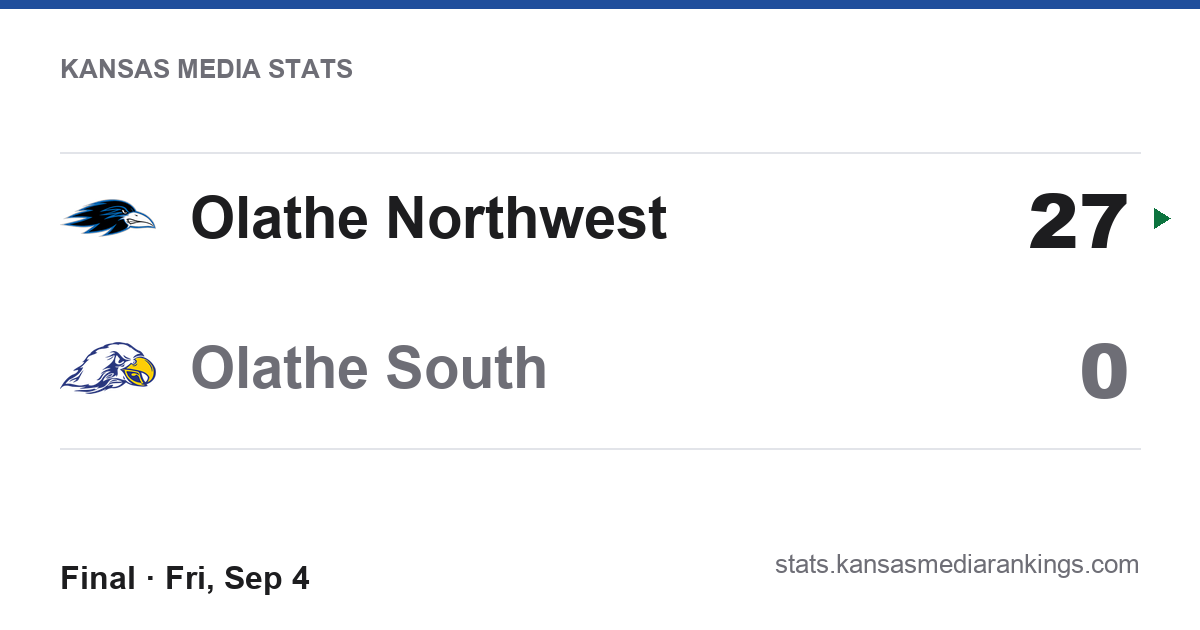 KANSAS MEDIA STATS
Olathe Northwest 27
Olathe South 0
Final · Fri, Sep 4
stats.kansasmediarankings.com